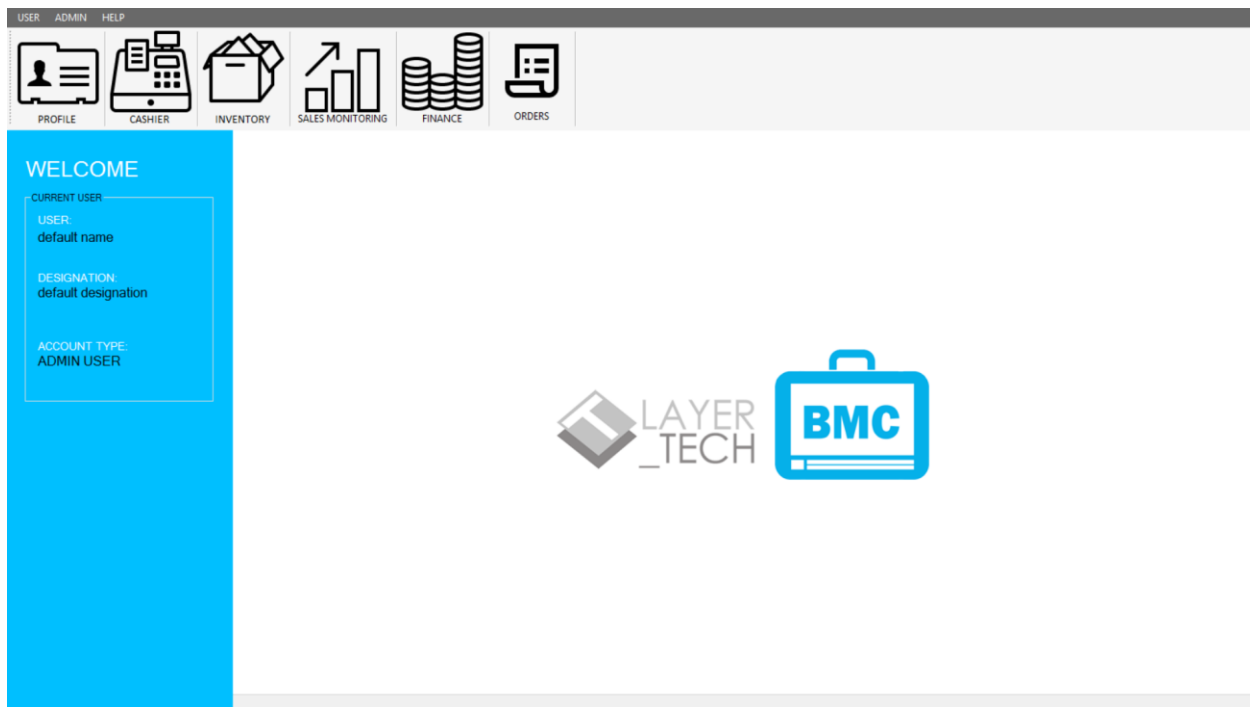 USER ADMIN HELP
PROFILE CASHIER INVENTORY SALES MONITORING FINANCE ORDERS
WELCOME
CURRENT USER
USER:
default name
DESIGNATION:
default designation
ACCOUNT TYPE:
ADMIN USER
LAYER
_TECH
BMC